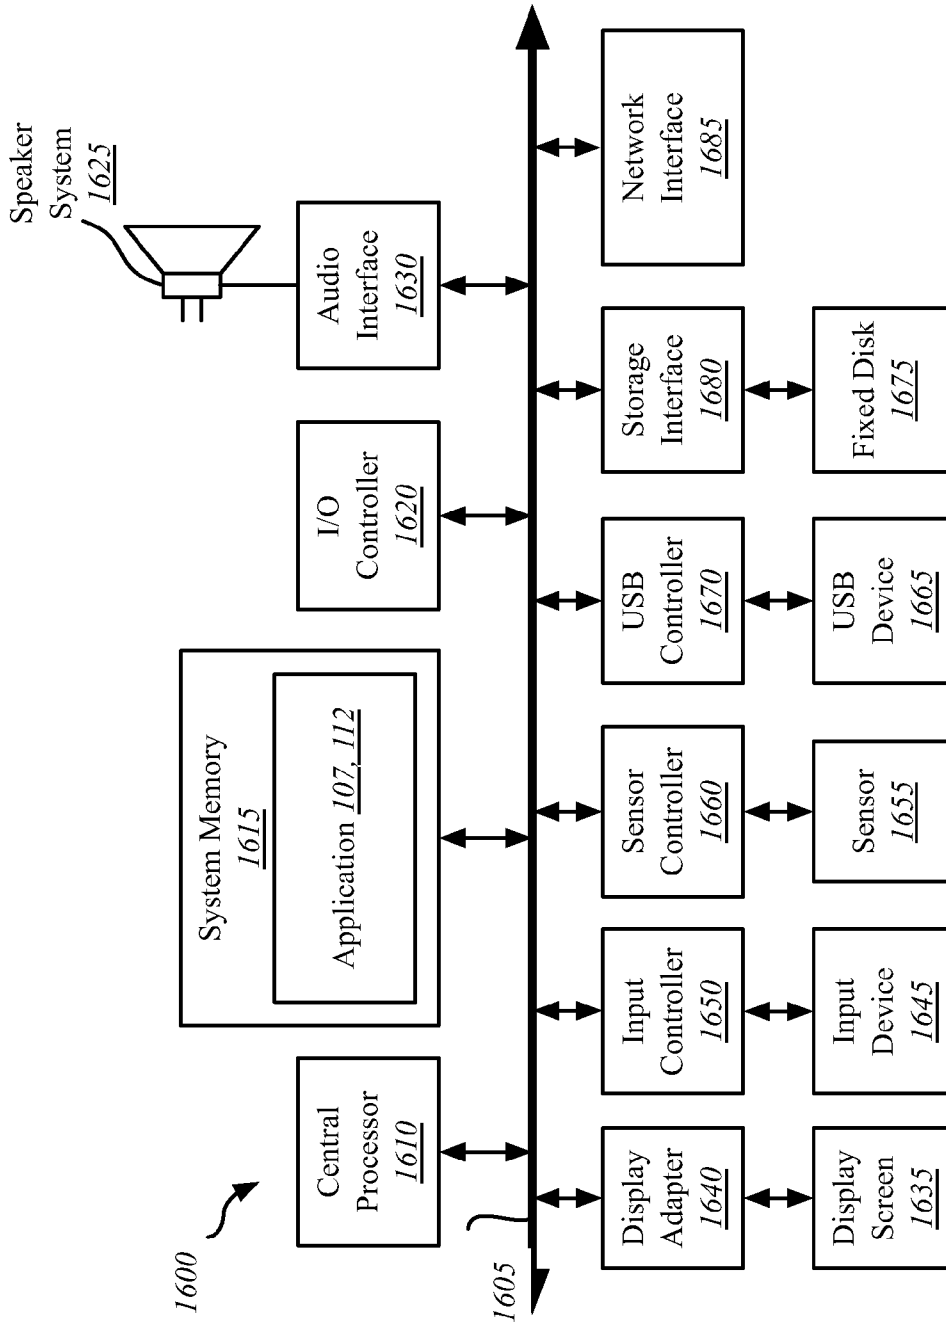 1600
Speaker
System
1625
System Memory
1615
Application 107, 112
Central
Processor
1610
I/O
Controller
1620
Audio
Interface
1630
1605
Display
Adapter
1640
Input
Controller
1650
Sensor
Controller
1660
USB
Controller
1670
Storage
Interface
1680
Network
Interface
1685
Display
Screen
1635
Input
Device
1645
Sensor
1655
USB
Device
1665
Fixed Disk
1675